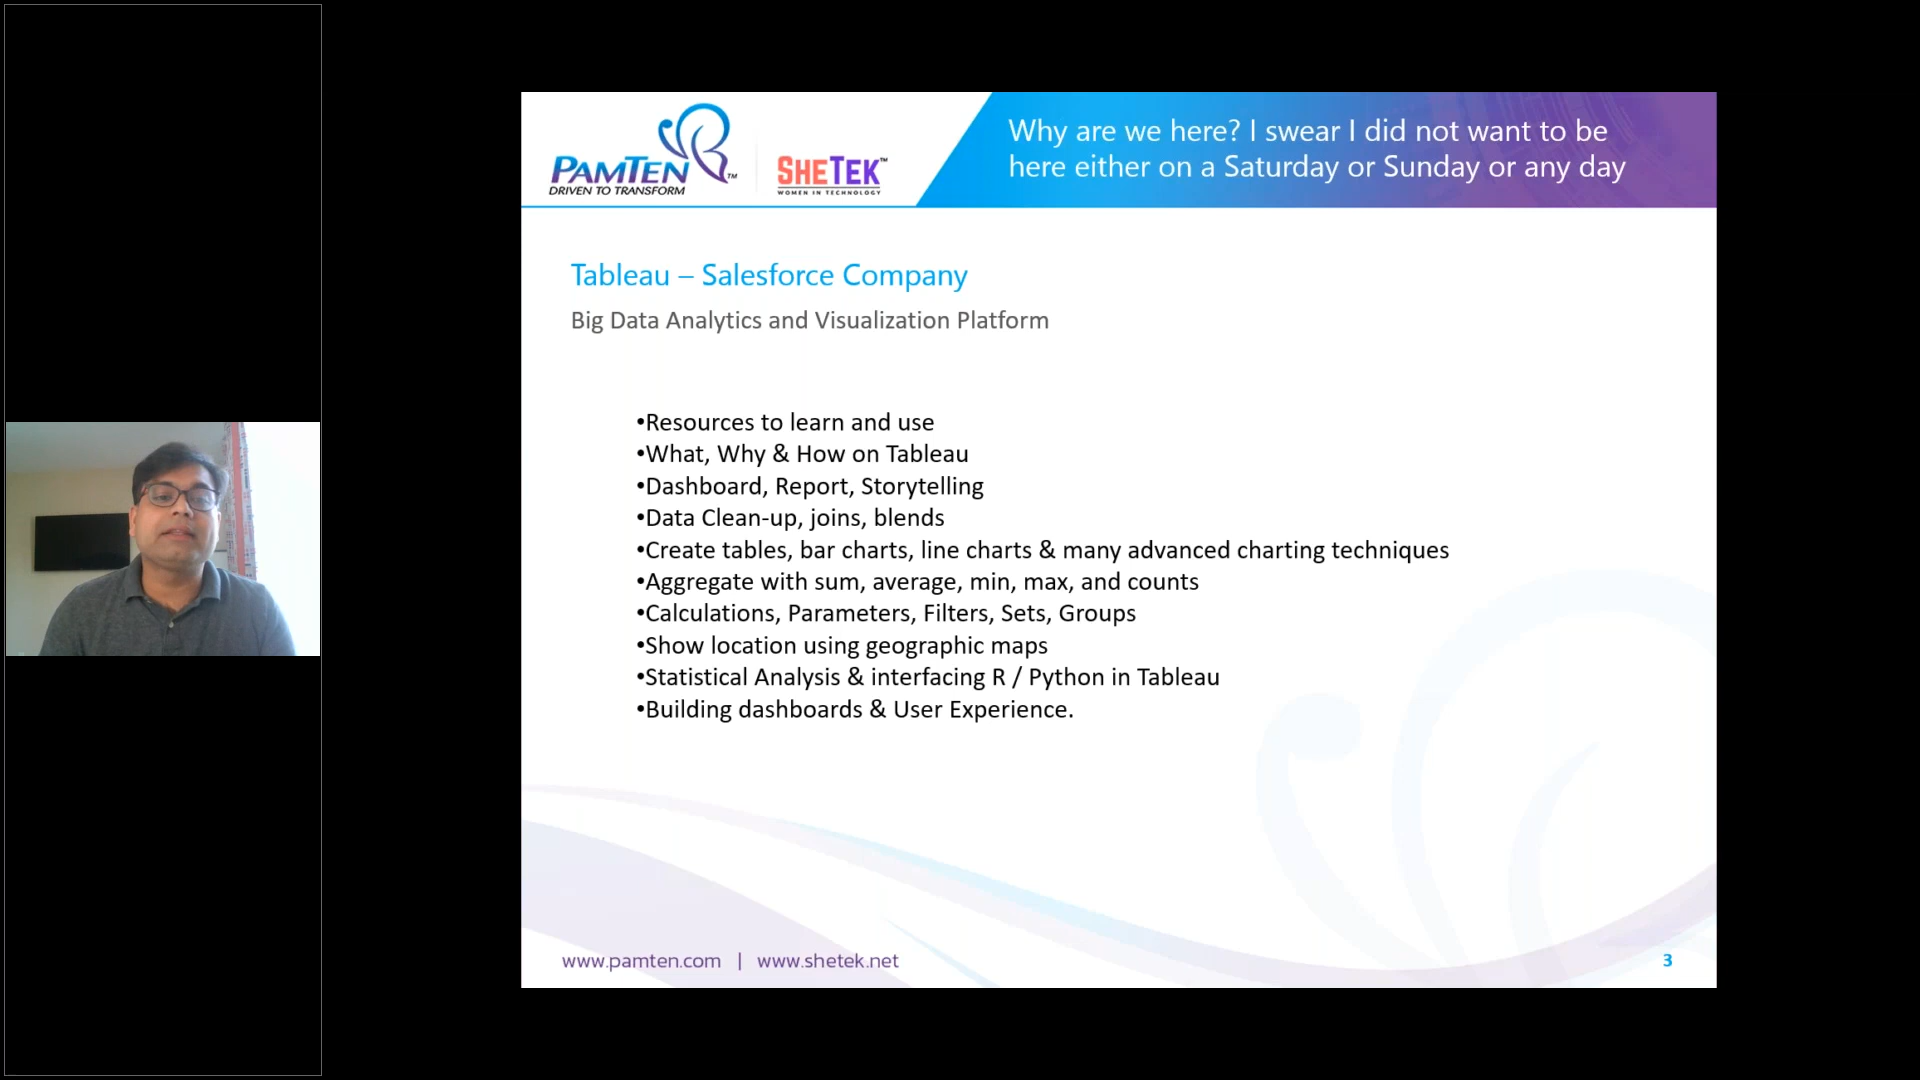 PAMTEN™
DRIVEN TO TRANSFORM
SHETEK™
WOMEN IN TECHNOLOGY
Why are we here? I swear I did not want to be
here either on a Saturday or Sunday or any day
Tableau – Salesforce Company
Big Data Analytics and Visualization Platform
•Resources to learn and use
•What, Why & How on Tableau
•Dashboard, Report, Storytelling
•Data Clean-up, joins, blends
•Create tables, bar charts, line charts & many advanced charting techniques
•Aggregate with sum, average, min, max, and counts
•Calculations, Parameters, Filters, Sets, Groups
•Show location using geographic maps
•Statistical Analysis & interfacing R / Python in Tableau
•Building dashboards & User Experience.
www.pamten.com | www.shetek.net
3